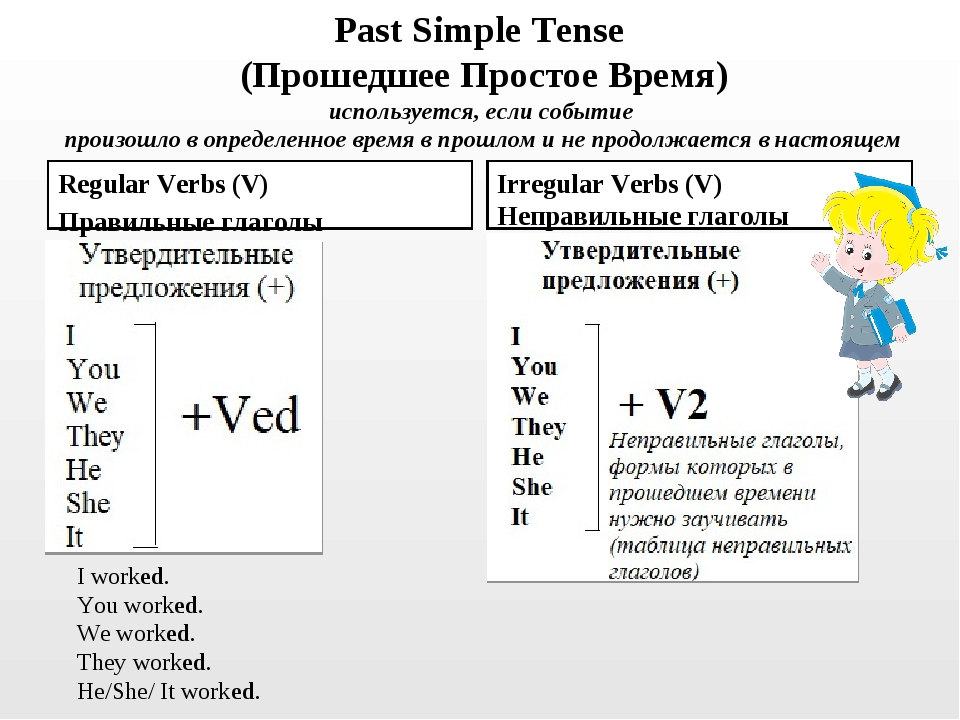 Past Simple Tense
(Прошедшее Простое Время)
используется, если событие
произошло в определенное время в прошлом и не продолжается в настоящем
Regular Verbs (V)
Правильные глаголы
Утвердительные
предложения (+)
I
You
We
They
He
She
It
+Ved
I worked.
You worked.
We worked.
They worked.
He/She/ It worked.
Irregular Verbs (V)
Неправильные глаголы
Утвердительные
предложения (+)
I
You
We
They
He
She
It
+ V2
Неправильные глаголы,
формы которых в
прошедшем времени
нужно заучивать
(таблица неправильных
глаголов)